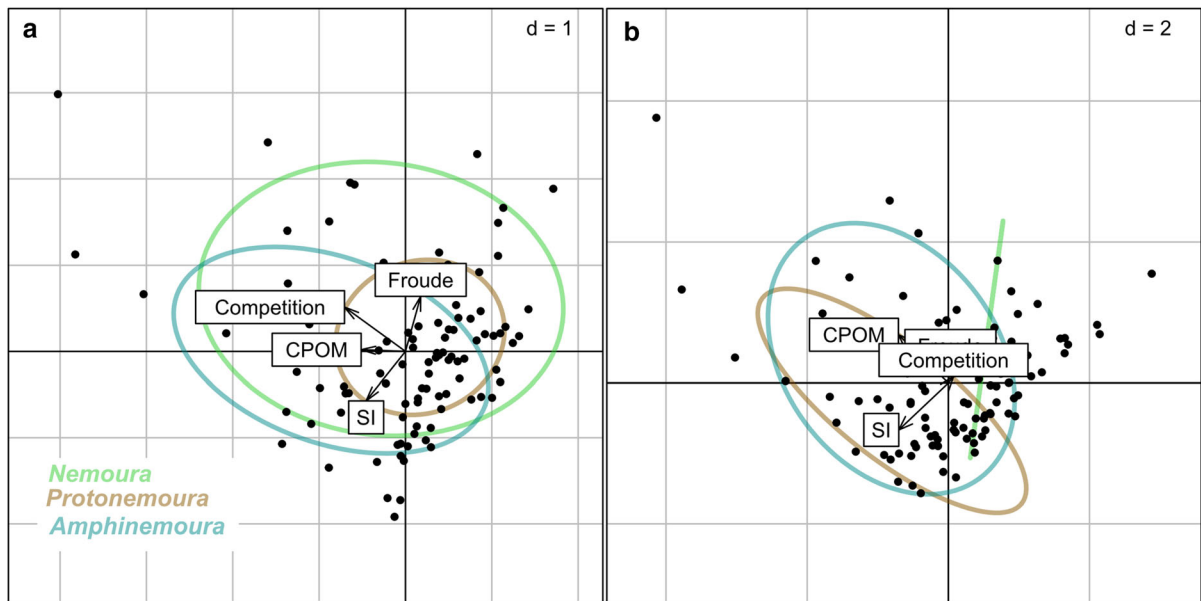 a
d = 1
Froude
Competition
CPOM
SI
Nemoura
Protonemoura
Amphinemoura
b
d = 2
CPOM
Competition
SI